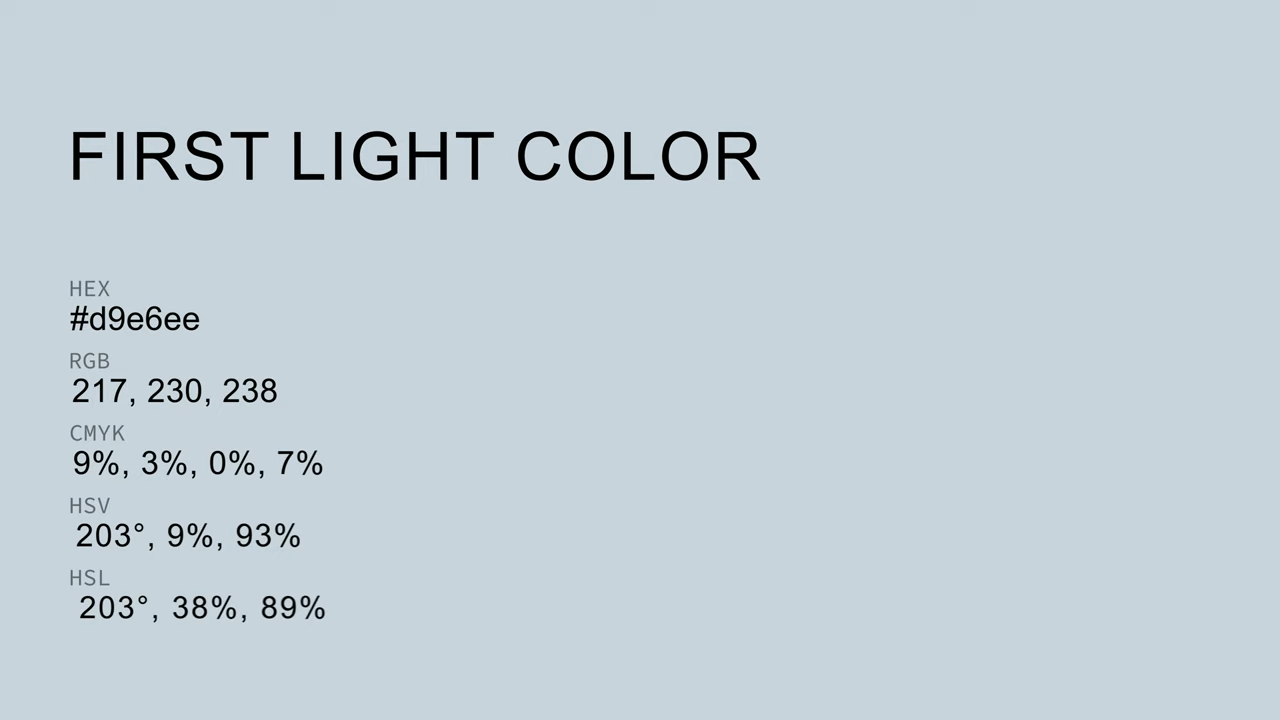 FIRST LIGHT COLOR
HEX
#d9e6ee
RGB
217, 230, 238
CMYK
9%, 3%, 0%, 7%
HSV
203°, 9%, 93%
HSL
203°, 38%, 89%